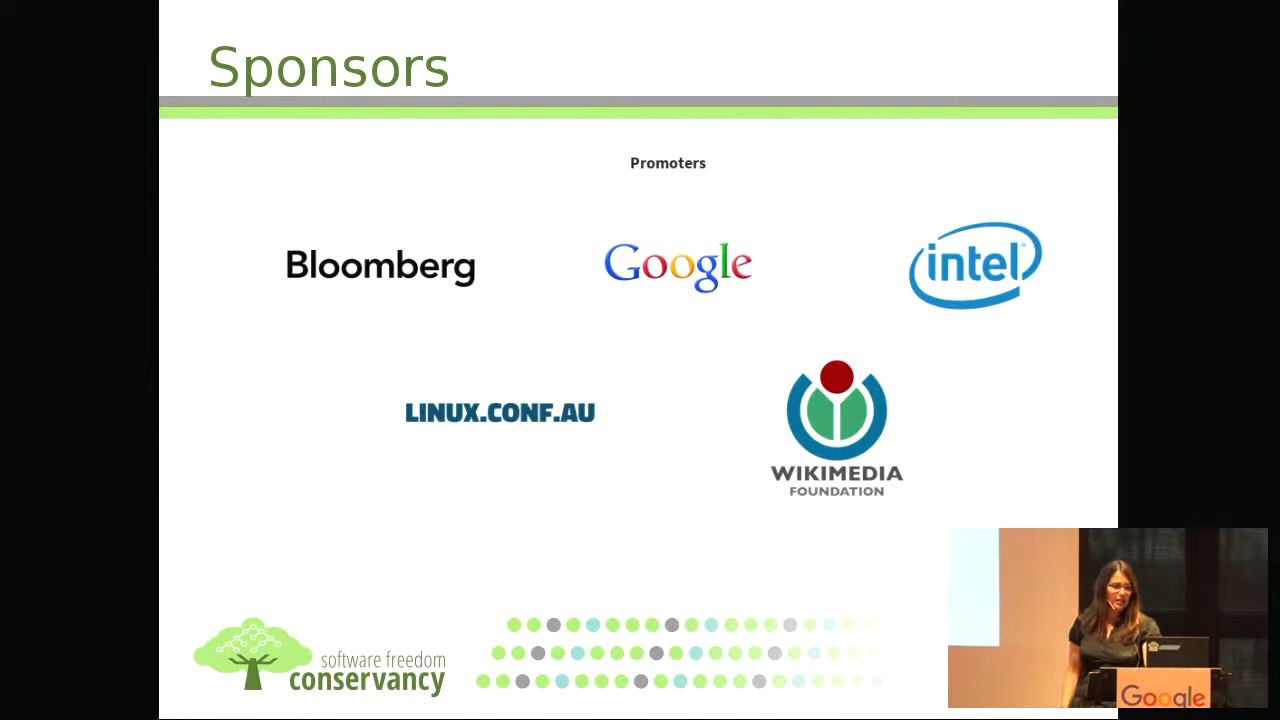 Sponsors
Promoters
Bloomberg
Google
intel
LINUX.CONF.AU
WIKIMEDIA
FOUNDATION
software freedom
conservancy
Google